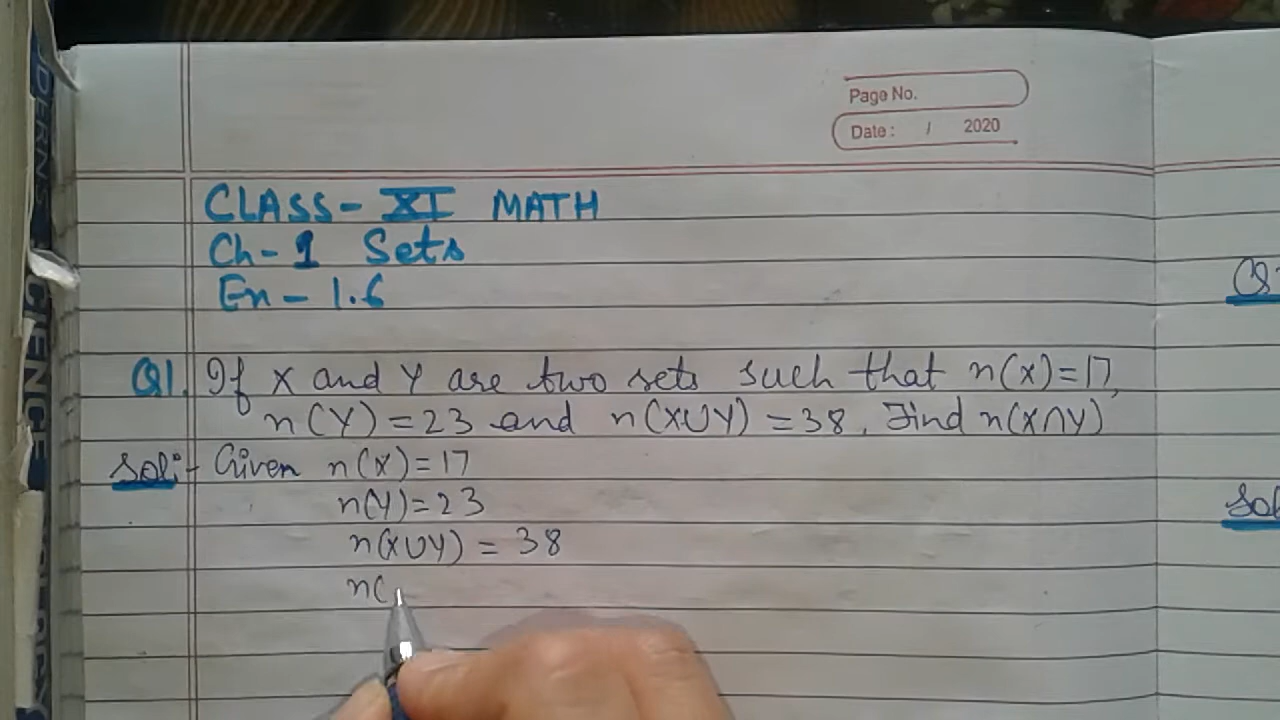 Page No.
Date : / 2020
CLASS - XI MATH
Ch - 1 Sets
Ex - 1.6
Q1. If X and Y are two sets such that n(X) = 17,
n(Y) = 23 and n(X∪Y) = 38, Find n(X∩Y)
Sol:- Given n(X) = 17
n(Y) = 23
n(X∪Y) = 38
n(